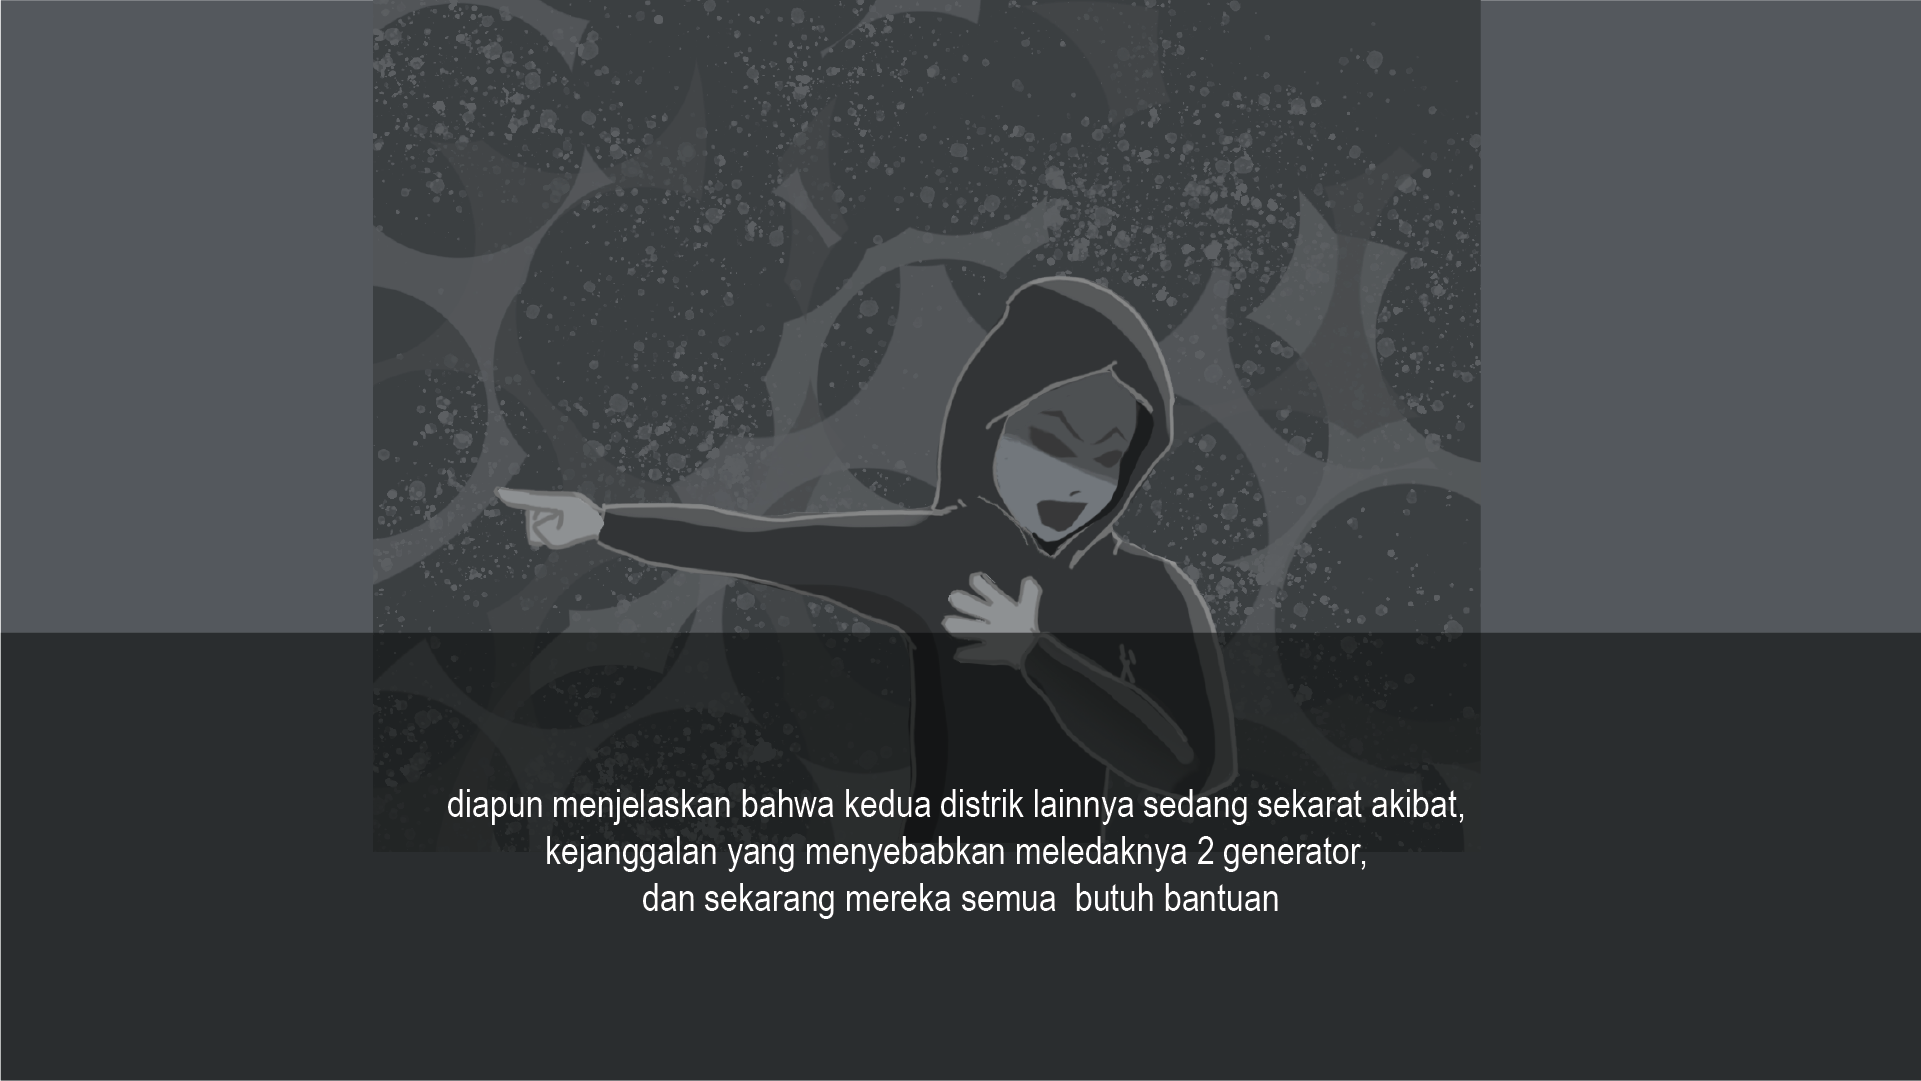 diapun menjelaskan bahwa kedua distrik lainnya sedang sekarat akibat,
kejanggalan yang menyebabkan meledaknya 2 generator,
dan sekarang mereka semua  butuh bantuan